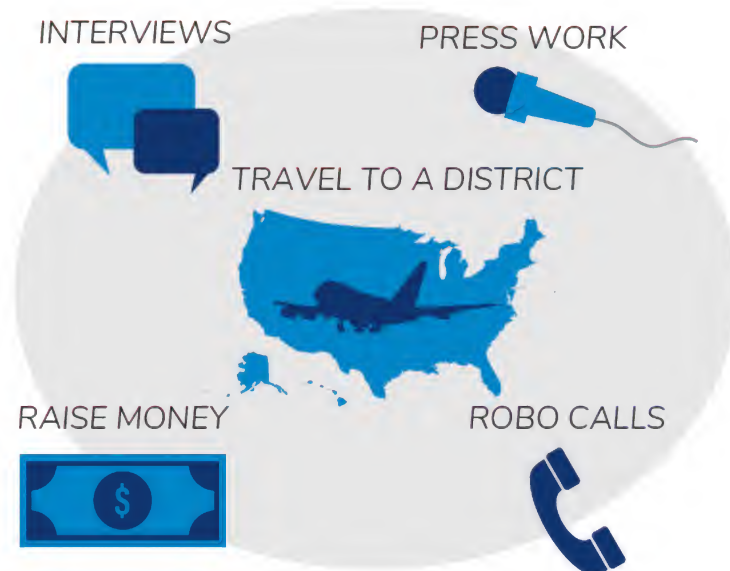 INTERVIEWS
PRESS WORK
TRAVEL TO A DISTRICT
RAISE MONEY
ROBO CALLS
$